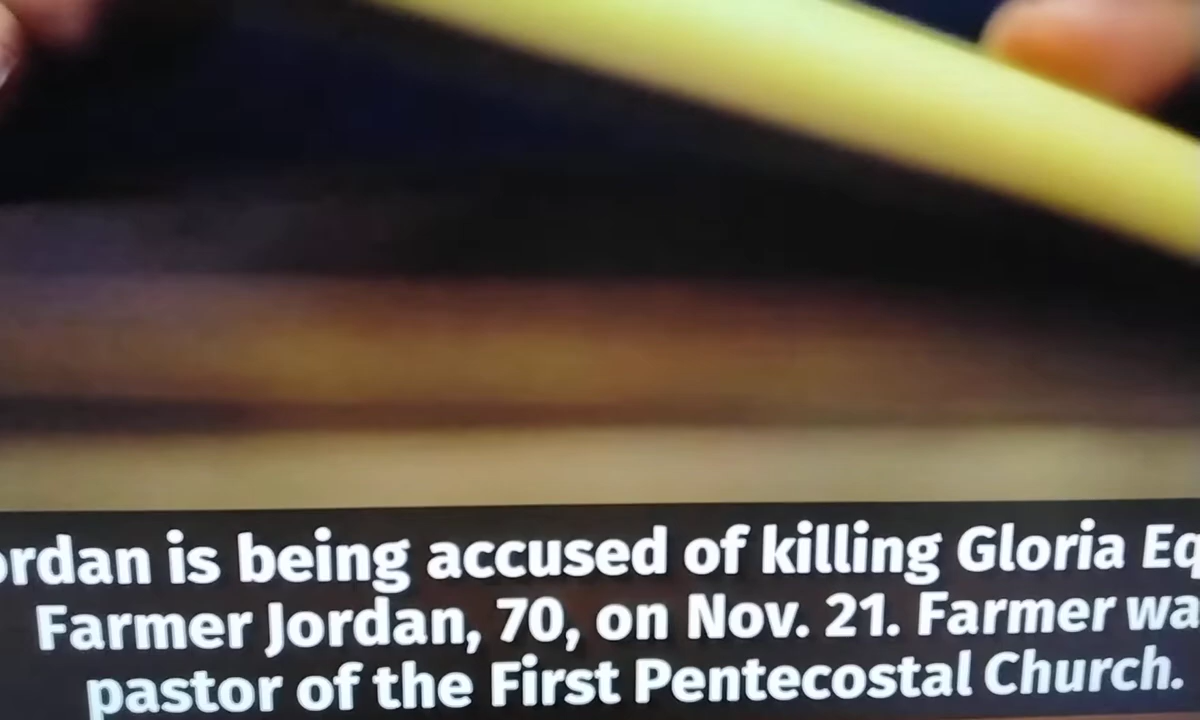 ordan is being accused of killing Gloria Eq
Farmer Jordan, 70, on Nov. 21. Farmer wa
pastor of the First Pentecostal Church.